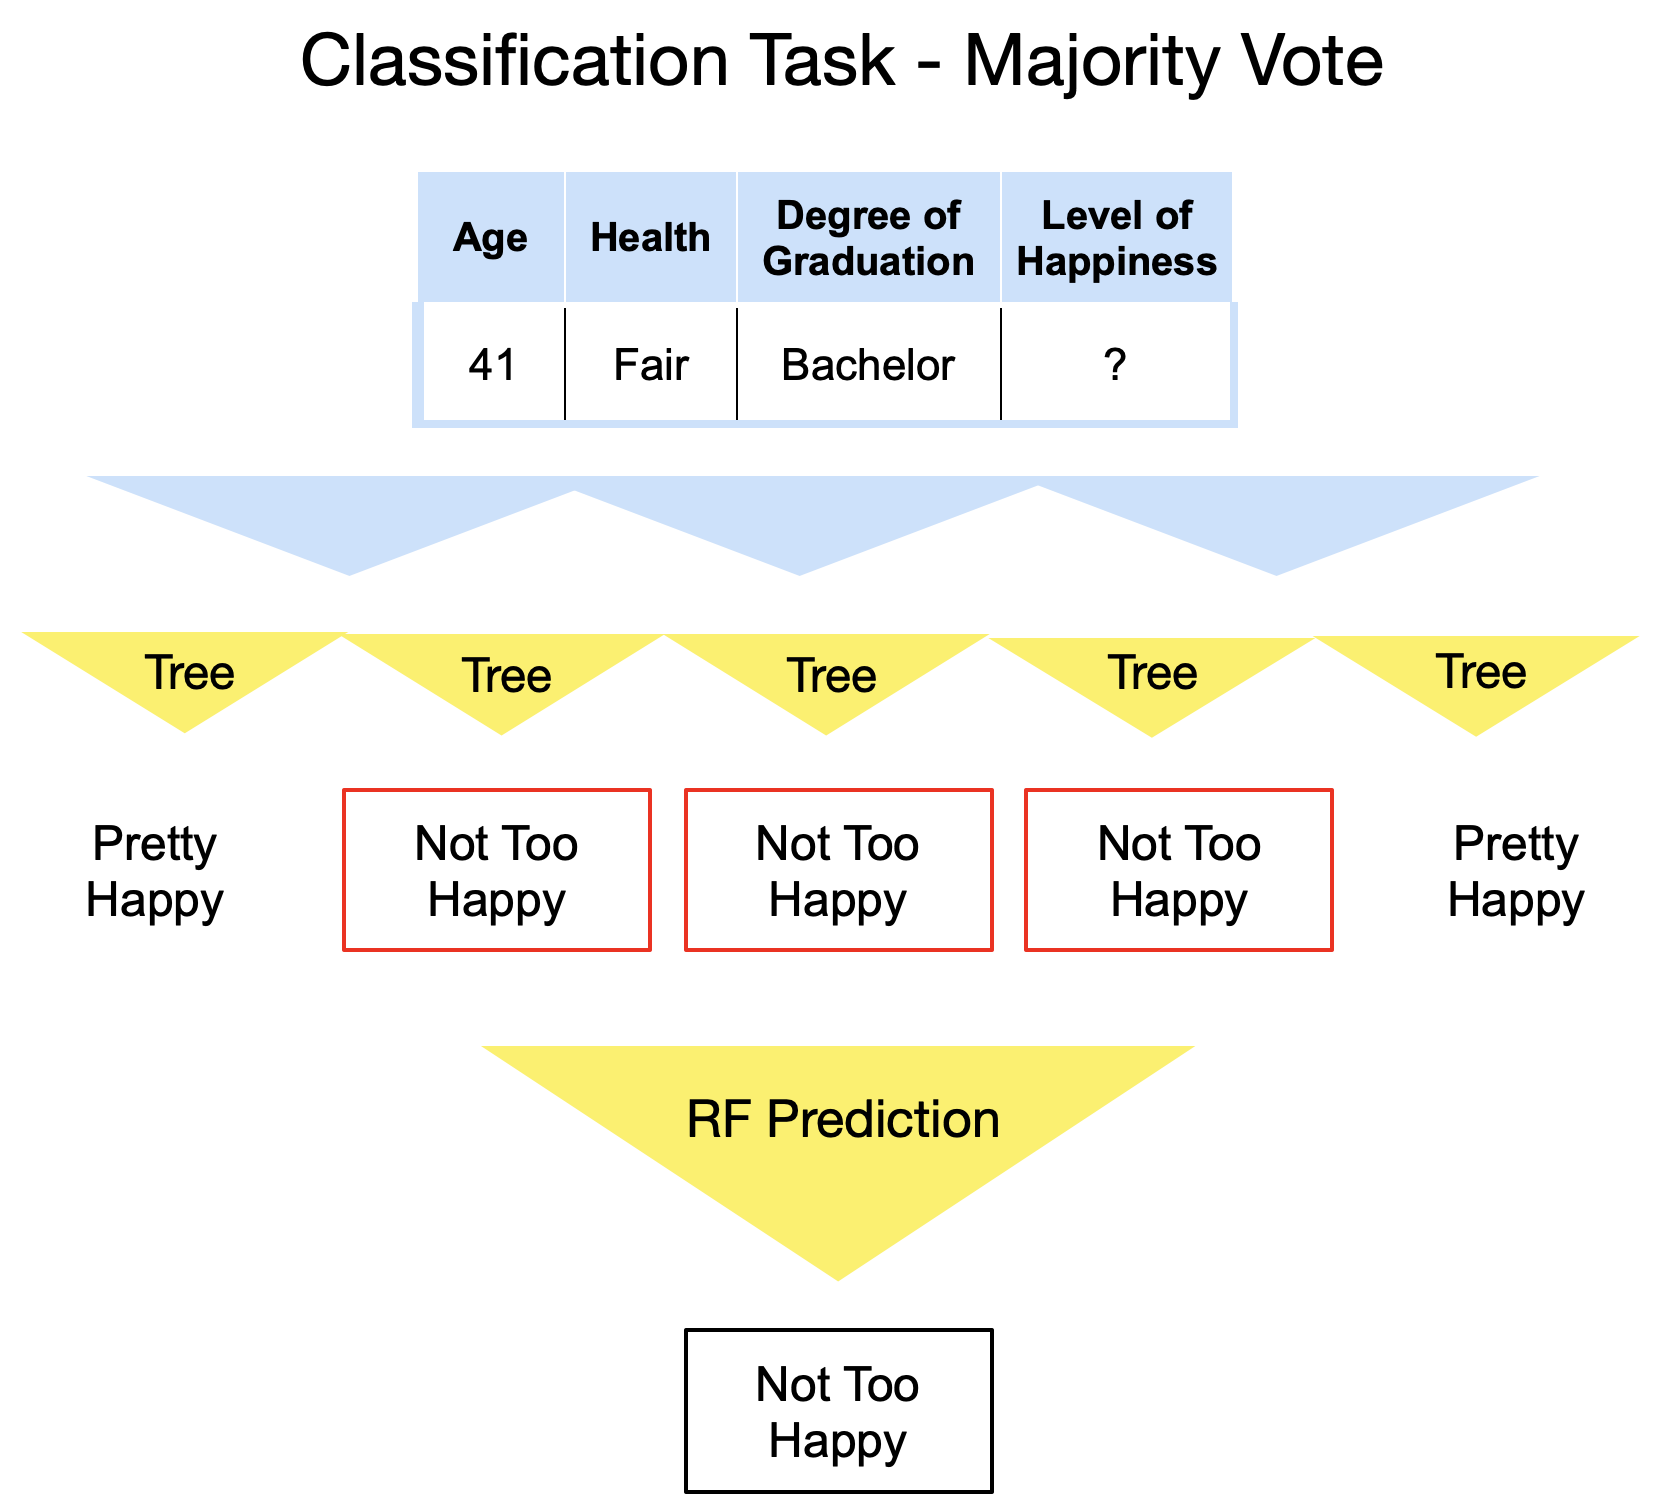 Classification Task - Majority Vote
Age
Health
Degree of
Graduation
Level of
Happiness
41
Fair
Bachelor
?
Tree
Tree
Tree
Tree
Tree
Pretty
Happy
Not Too
Happy
Not Too
Happy
Not Too
Happy
Pretty
Happy
RF Prediction
Not Too
Happy